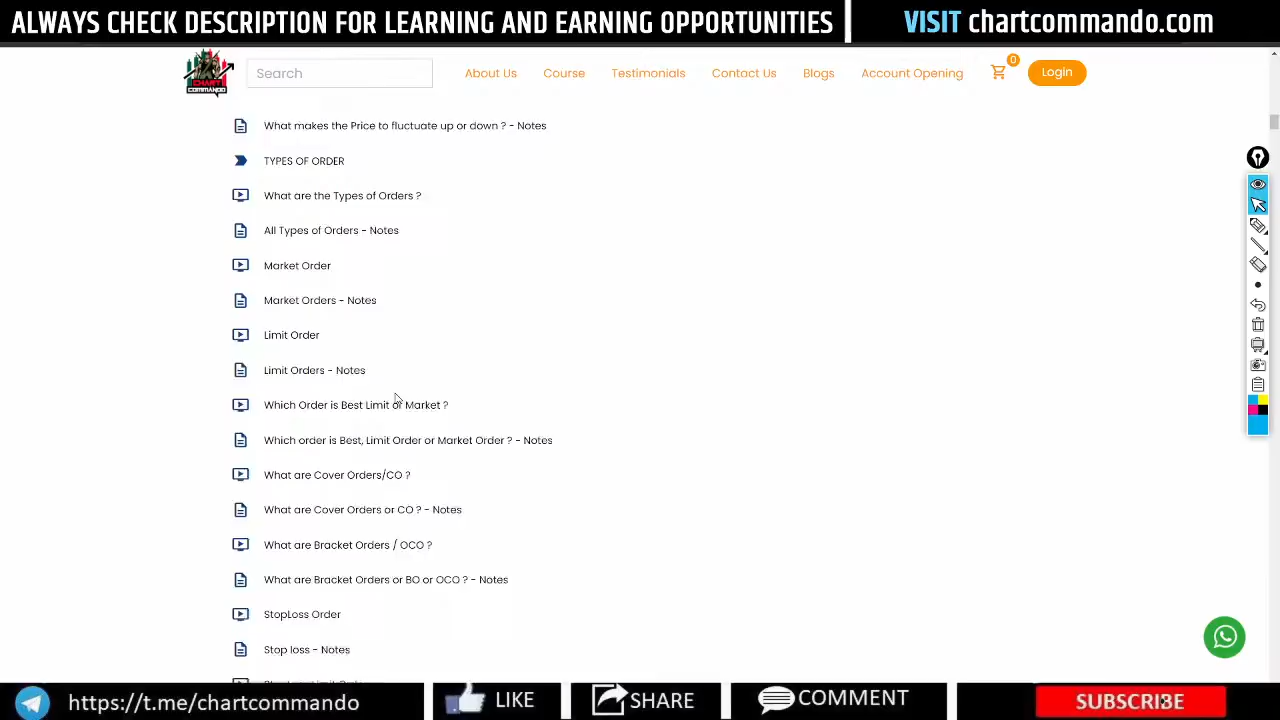 ALWAYS CHECK DESCRIPTION FOR LEARNING AND EARNING OPPORTUNITIES
VISIT chartcommando.com
CHART
COMMANDO
Search
About Us
Course
Testimonials
Contact Us
Blogs
Account Opening
0
Login
What makes the Price to fluctuate up or down ? - Notes
TYPES OF ORDER
What are the Types of Orders ?
All Types of Orders - Notes
Market Order
Market Orders - Notes
Limit Order
Limit Orders - Notes
Which Order is Best Limit or Market ?
Which order is Best, Limit Order or Market Order ? - Notes
What are Cover Orders/CO ?
What are Cover Orders or CO ? - Notes
What are Bracket Orders / OCO ?
What are Bracket Orders or BO or OCO ? - Notes
StopLoss Order
Stop loss - Notes
https://t.me/chartcommando
LIKE
SHARE
COMMENT
SUBSCRIBE